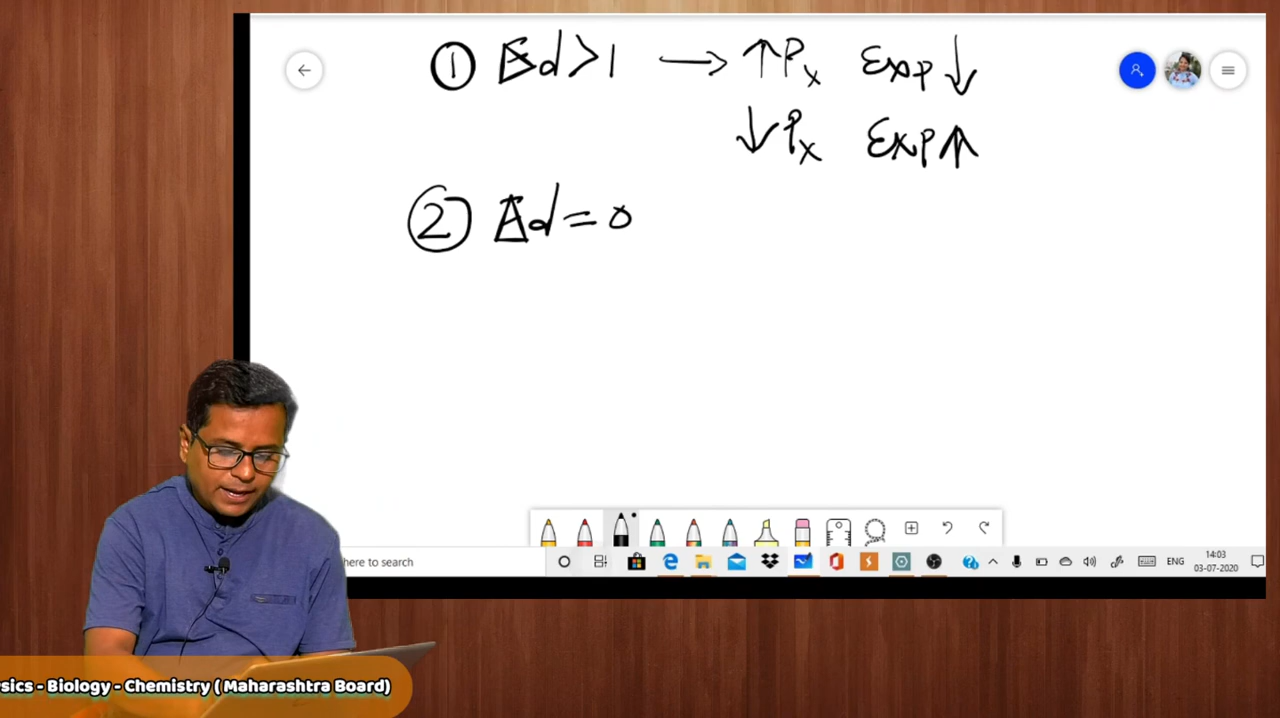 ① Ed>1 → ↑Px Exp↓
↓Px Exp↑
② Ed=0
here to search
ENG
14:03
03-07-2020
sics - Biology - Chemistry ( Maharashtra Board)